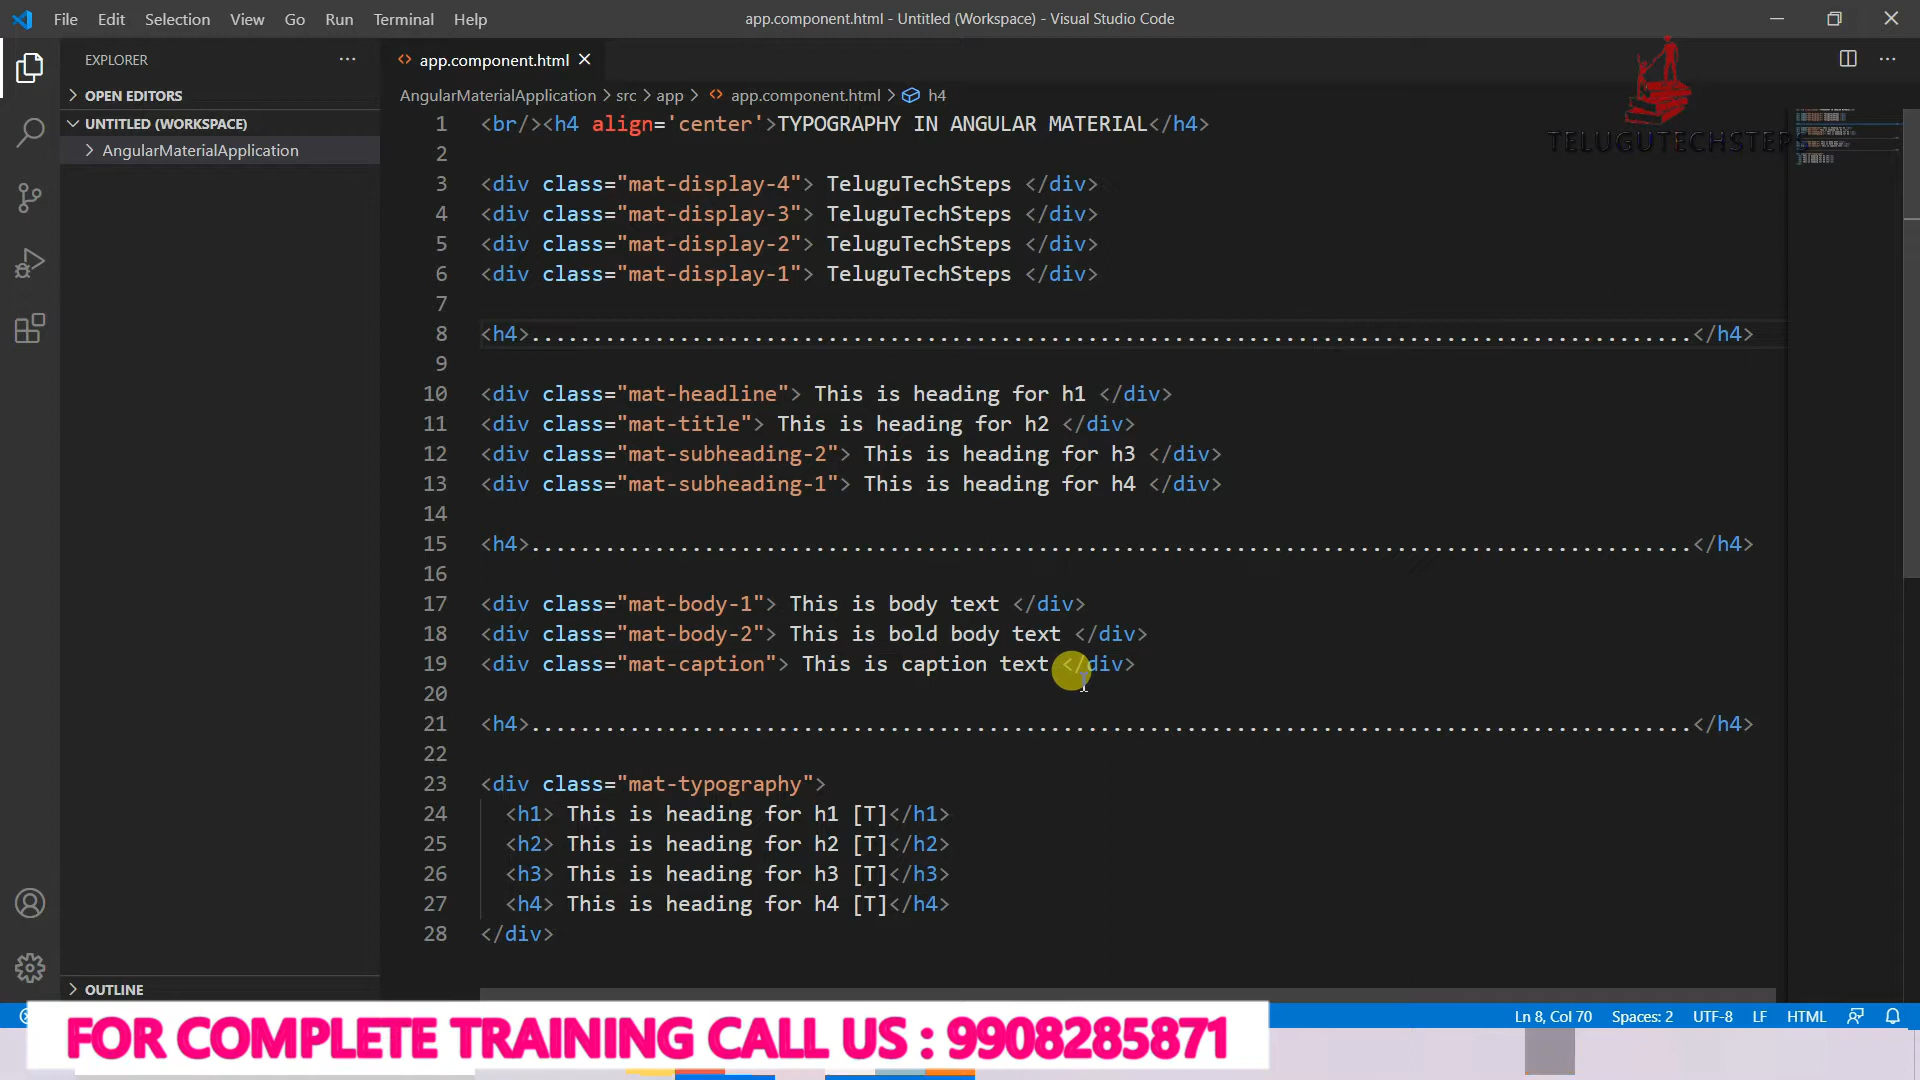 File Edit Selection View Go Run Terminal Help
app.component.html - Untitled (Workspace) - Visual Studio Code
EXPLORER
OPEN EDITORS
UNTITLED (WORKSPACE)
AngularMaterialApplication
app.component.html
AngularMaterialApplication > src > app > app.component.html > h4
TELUGUTECHSTEPS
1 <br/><h4 align='center'>TYPOGRAPHY IN ANGULAR MATERIAL</h4>
2
3 <div class="mat-display-4"> TeluguTechSteps </div>
4 <div class="mat-display-3"> TeluguTechSteps </div>
5 <div class="mat-display-2"> TeluguTechSteps </div>
6 <div class="mat-display-1"> TeluguTechSteps </div>
7
8 <h4>..............................................................................................</h4>
9
10 <div class="mat-headline"> This is heading for h1 </div>
11 <div class="mat-title"> This is heading for h2 </div>
12 <div class="mat-subheading-2"> This is heading for h3 </div>
13 <div class="mat-subheading-1"> This is heading for h4 </div>
14
15 <h4>..............................................................................................</h4>
16
17 <div class="mat-body-1"> This is body text </div>
18 <div class="mat-body-2"> This is bold body text </div>
19 <div class="mat-caption"> This is caption text </div>
20
21 <h4>..............................................................................................</h4>
22
23 <div class="mat-typography">
24 <h1> This is heading for h1 [T]</h1>
25 <h2> This is heading for h2 [T]</h2>
26 <h3> This is heading for h3 [T]</h3>
27 <h4> This is heading for h4 [T]</h4>
28 </div>
OUTLINE
Ln 8, Col 70 Spaces: 2 UTF-8 LF HTML
FOR COMPLETE TRAINING CALL US : 9908285871